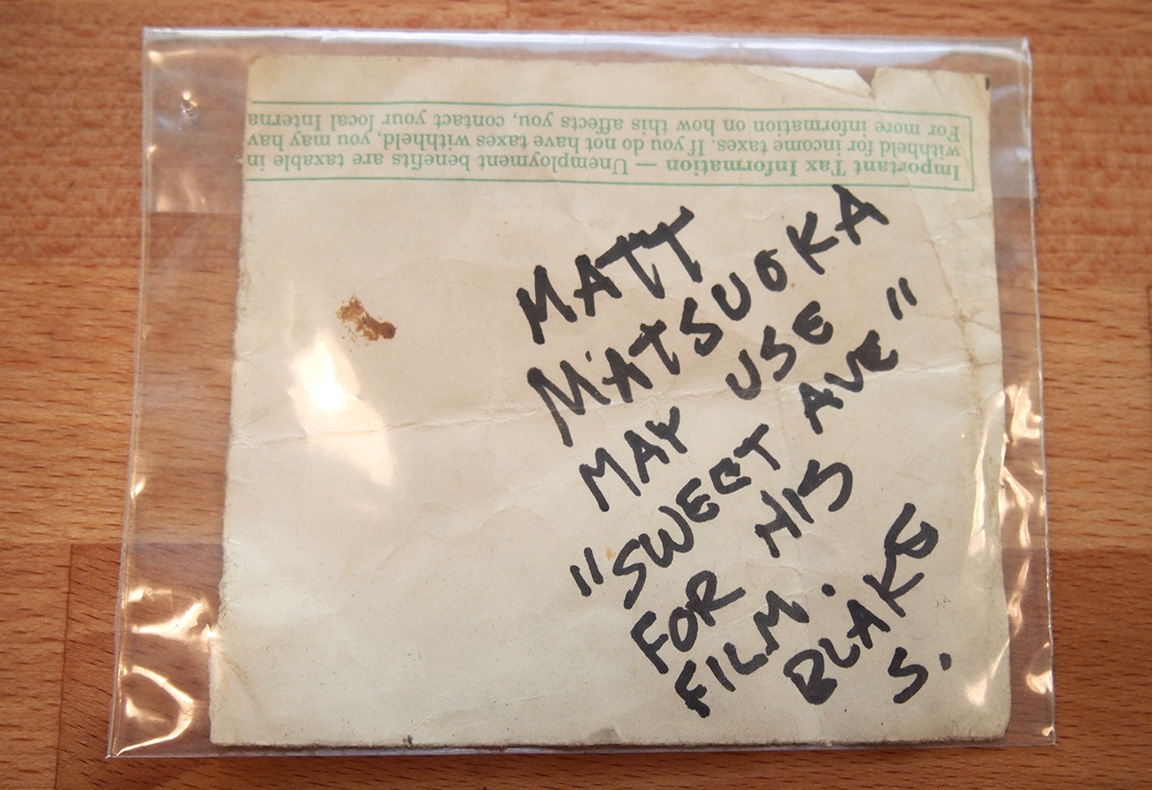 Important Tax Information — Unemployment benefits are taxable in
withheld for income taxes. If you do not have taxes withheld, you may hav
For more information on how this affects you, contact your local Interna
MATT
MATSUOKA
MAY USE
"SWEET AVE"
FOR HIS
FILM.
BLAKE
S.